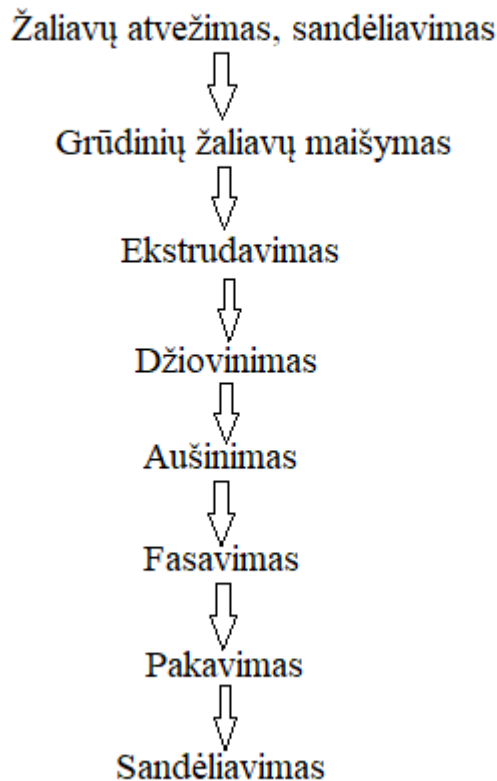 Žaliavų atvežimas, sandėliavimas
Grūdinių žaliavų maišymas
Ekstrudavimas
Džiovinimas
Aušinimas
Fasavimas
Pakavimas
Sandėliavimas